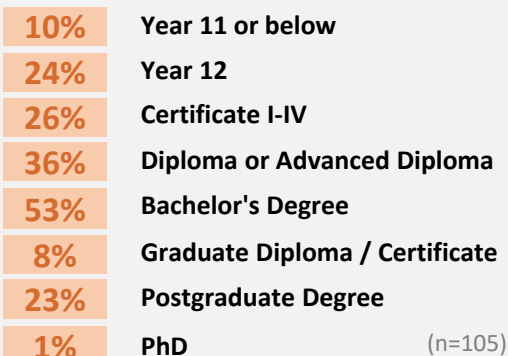 10% Year 11 or below
24% Year 12
26% Certificate I-IV
36% Diploma or Advanced Diploma
53% Bachelor's Degree
8% Graduate Diploma / Certificate
23% Postgraduate Degree
1% PhD (n=105)